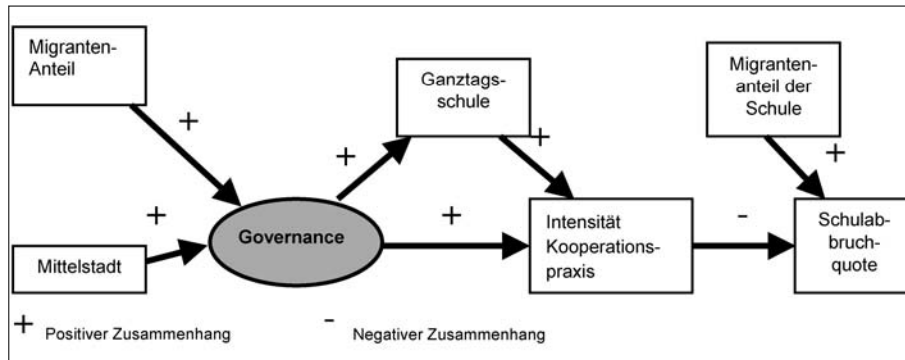 Migranten-
Anteil
+
Ganztags-
schule
Migranten-
anteil der
Schule
+
+
+
+
Governance
+
Intensität
Kooperations-
praxis
-
Schulab-
bruch-
quote
Mittelstadt
+ Positiver Zusammenhang
- Negativer Zusammenhang